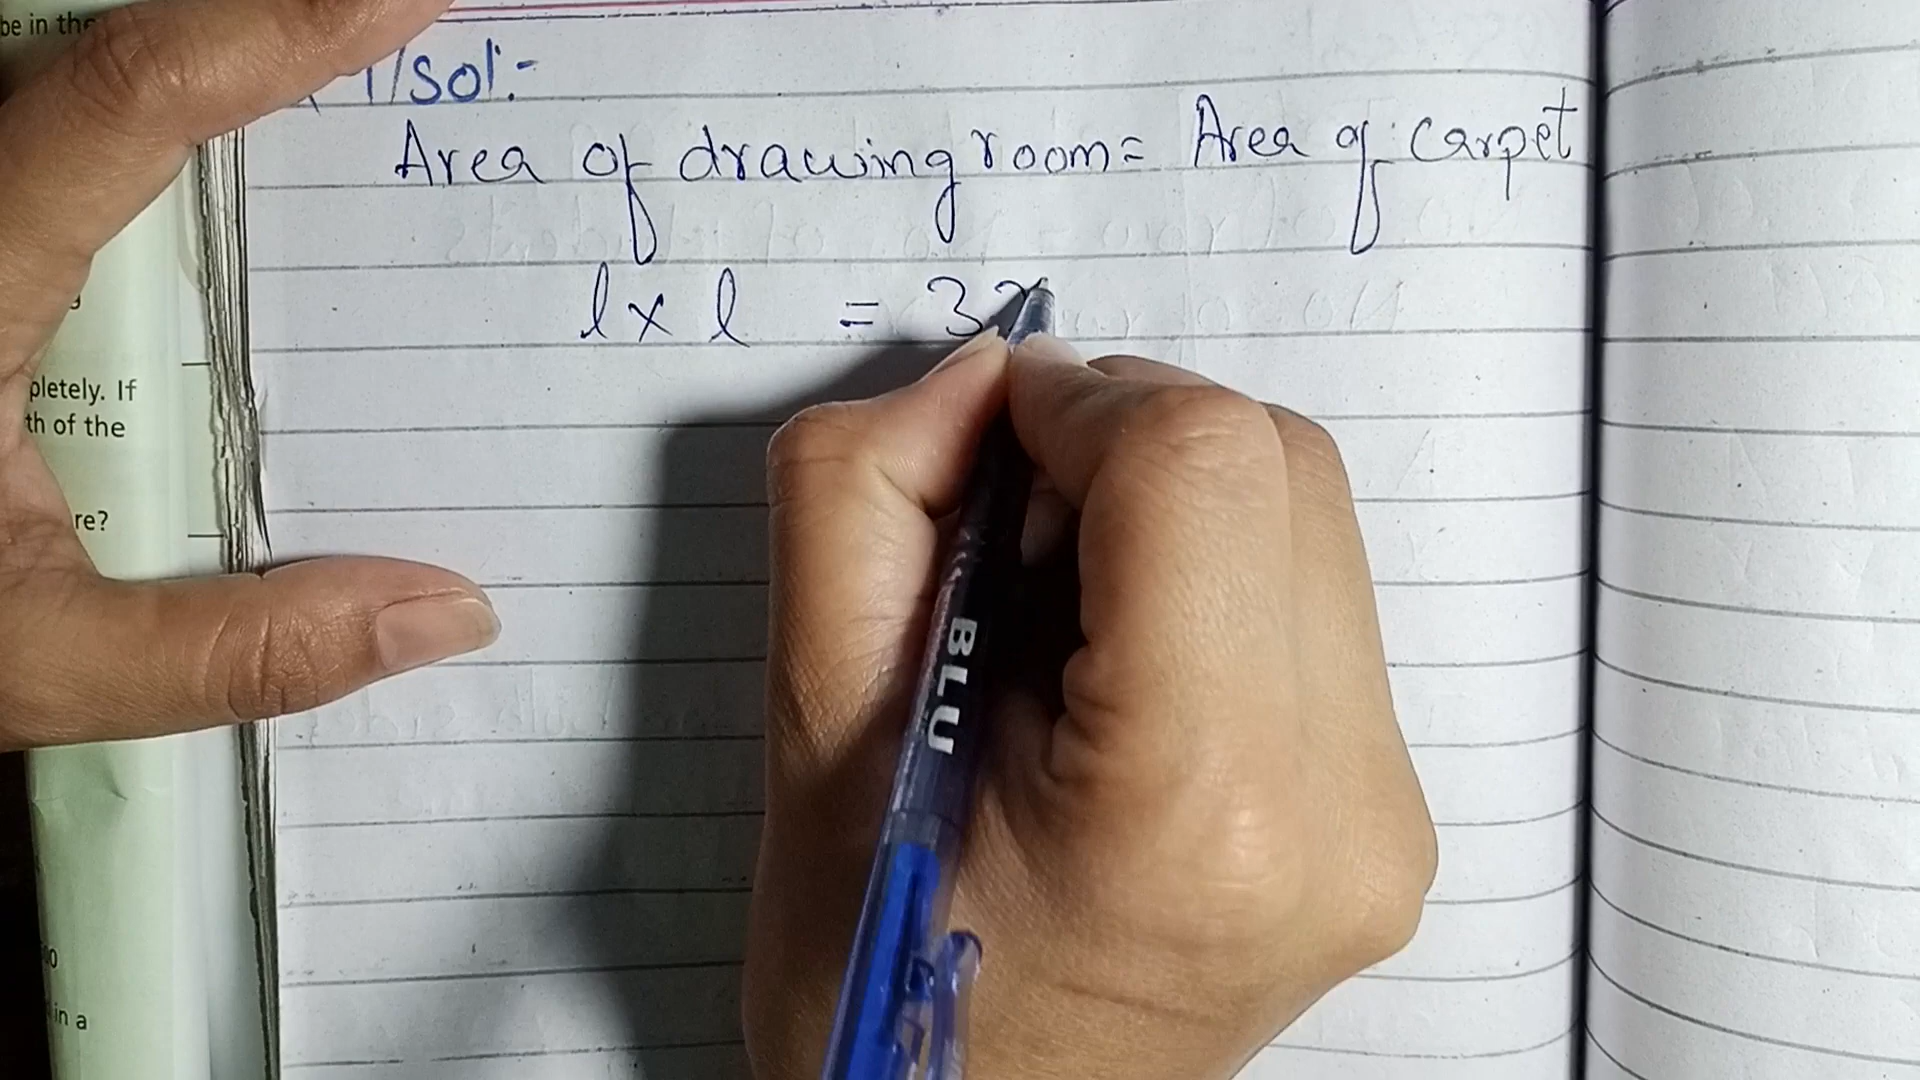 be in the
1/Sol:-
Area of drawing room = Area of carpet
l x l = 3
pletely. If
th of the
re?
in a
BLU